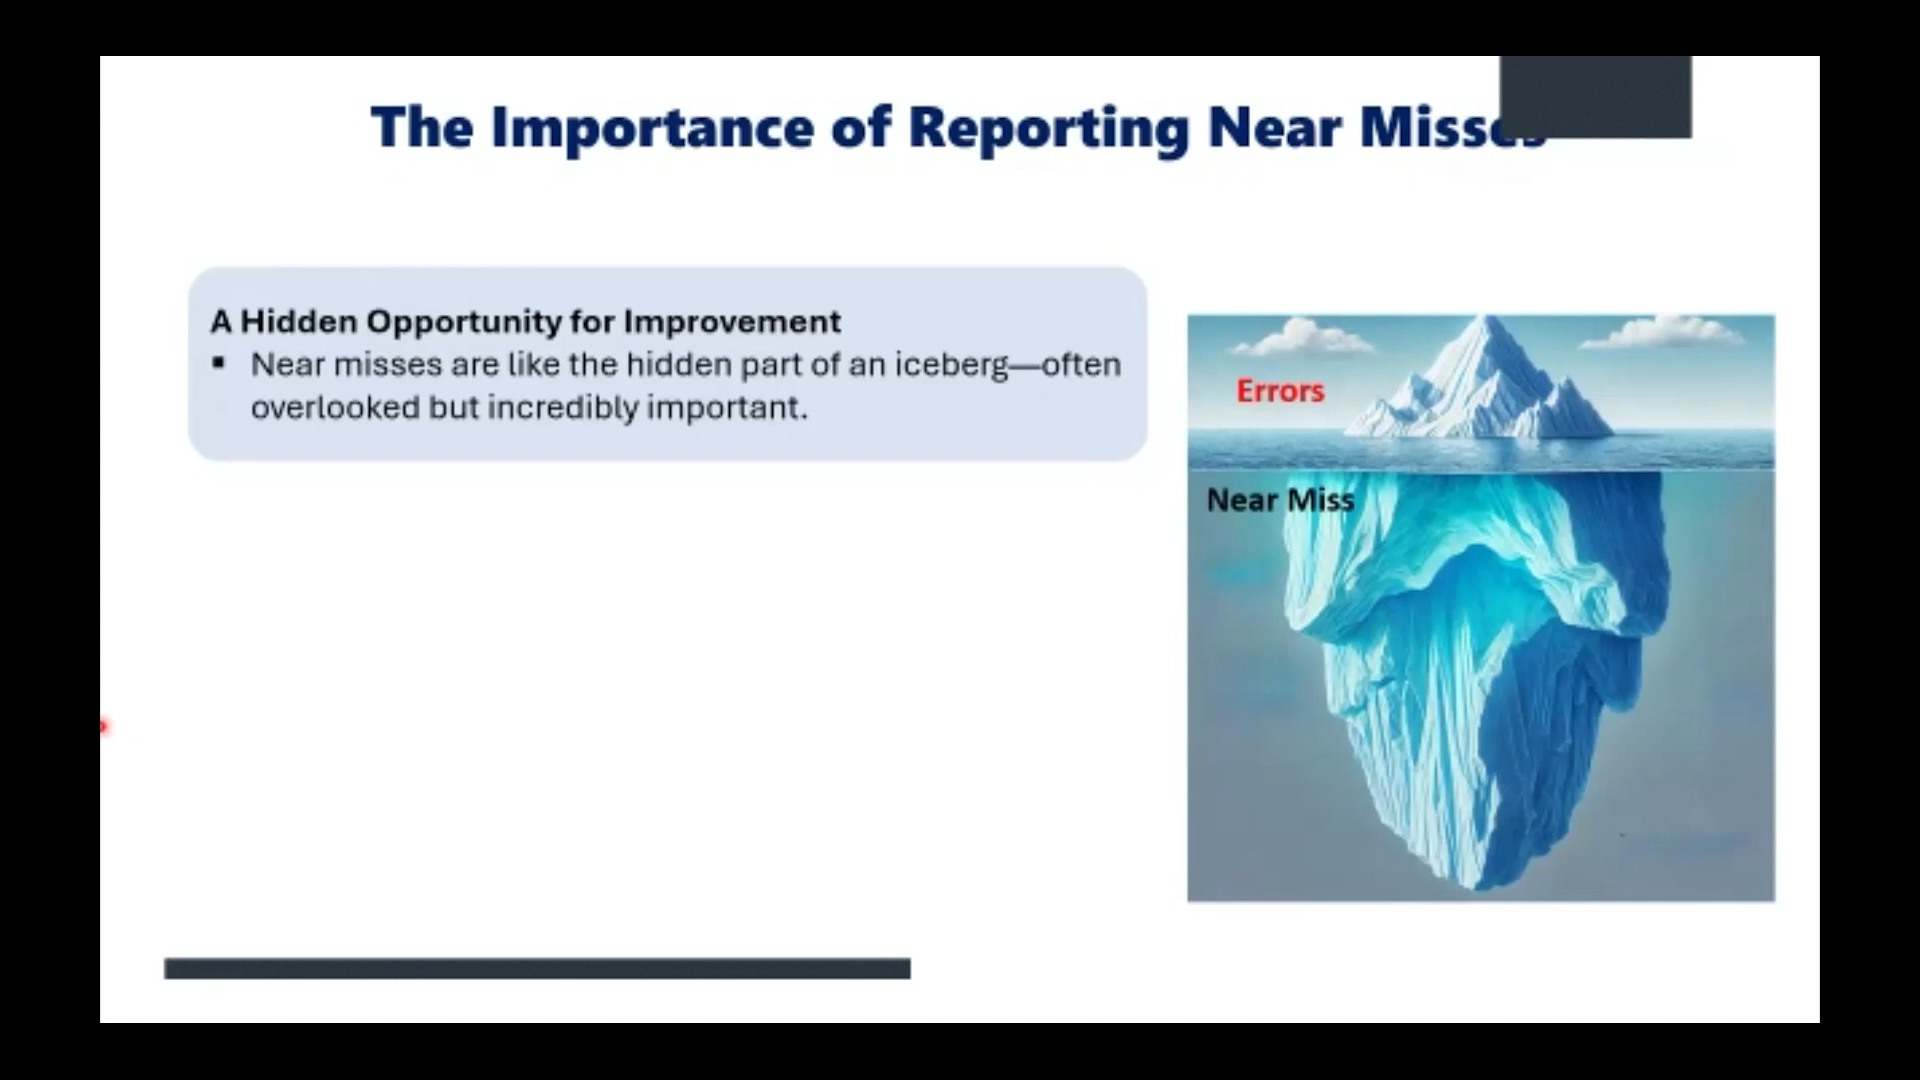 The Importance of Reporting Near Misses
A Hidden Opportunity for Improvement
▪ Near misses are like the hidden part of an iceberg—often
overlooked but incredibly important.
Errors
Near Miss